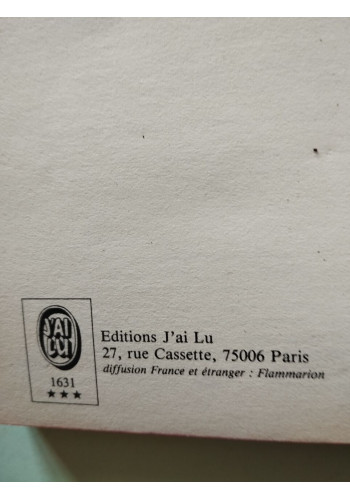 J'AI
LU
1631
★★★
Editions J'ai Lu
27, rue Cassette, 75006 Paris
diffusion France et étranger : Flammarion